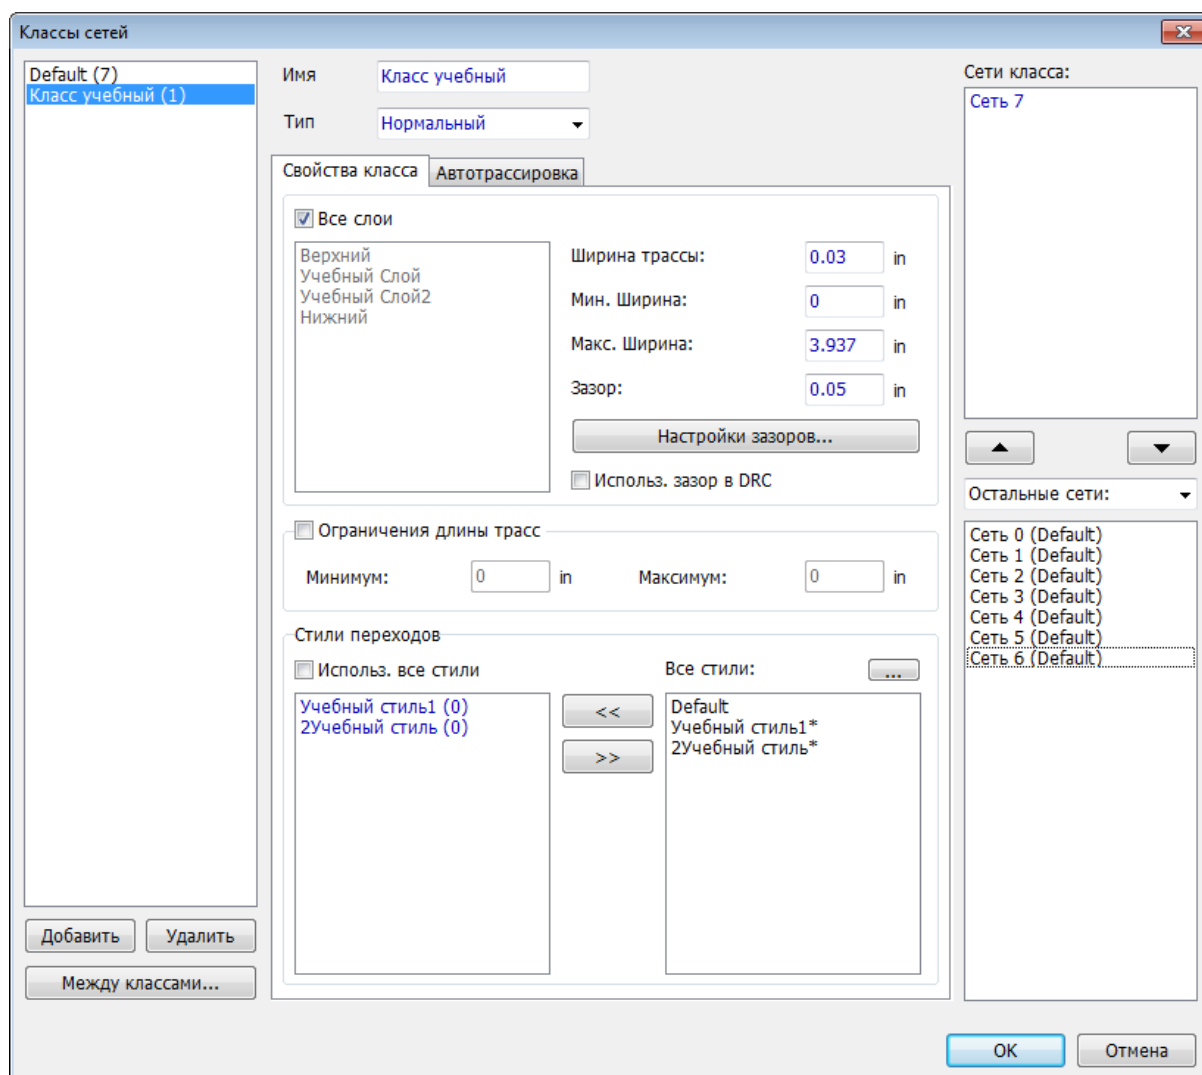 Классы сетей
Default (7)
Класс учебный (1)
Добавить
Удалить
Между классами...
Имя
Класс учебный
Тип
Нормальный
Свойства класса
Автотрассировка
Все слои
Верхний
Учебный Слой
Учебный Слой2
Нижний
Ширина трассы:
0.03
in
Мин. Ширина:
0
in
Макс. Ширина:
3.937
in
Зазор:
0.05
in
Настройки зазоров...
Использ. зазор в DRC
Ограничения длины трасс
Минимум:
0
in
Максимум:
0
in
Стили переходов
Использ. все стили
Учебный стиль1 (0)
2Учебный стиль (0)
<<
>>
Все стили:
...
Default
Учебный стиль1*
2Учебный стиль*
Сети класса:
Сеть 7
Остальные сети:
Сеть 0 (Default)
Сеть 1 (Default)
Сеть 2 (Default)
Сеть 3 (Default)
Сеть 4 (Default)
Сеть 5 (Default)
Сеть 6 (Default)
OK
Отмена